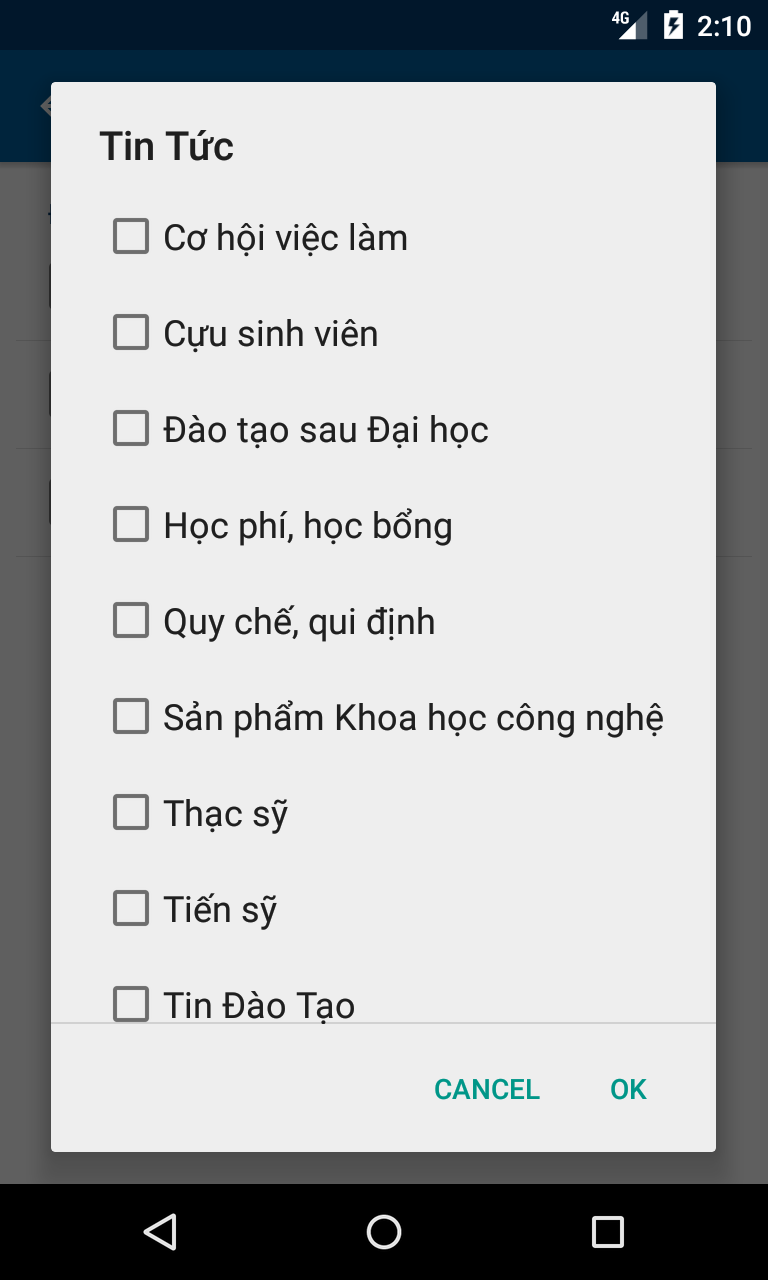 4G 2:10
Tin Tức
Cơ hội việc làm
Cựu sinh viên
Đào tạo sau Đại học
Học phí, học bổng
Quy chế, qui định
Sản phẩm Khoa học công nghệ
Thạc sỹ
Tiến sỹ
Tin Đào Tạo
CANCEL OK